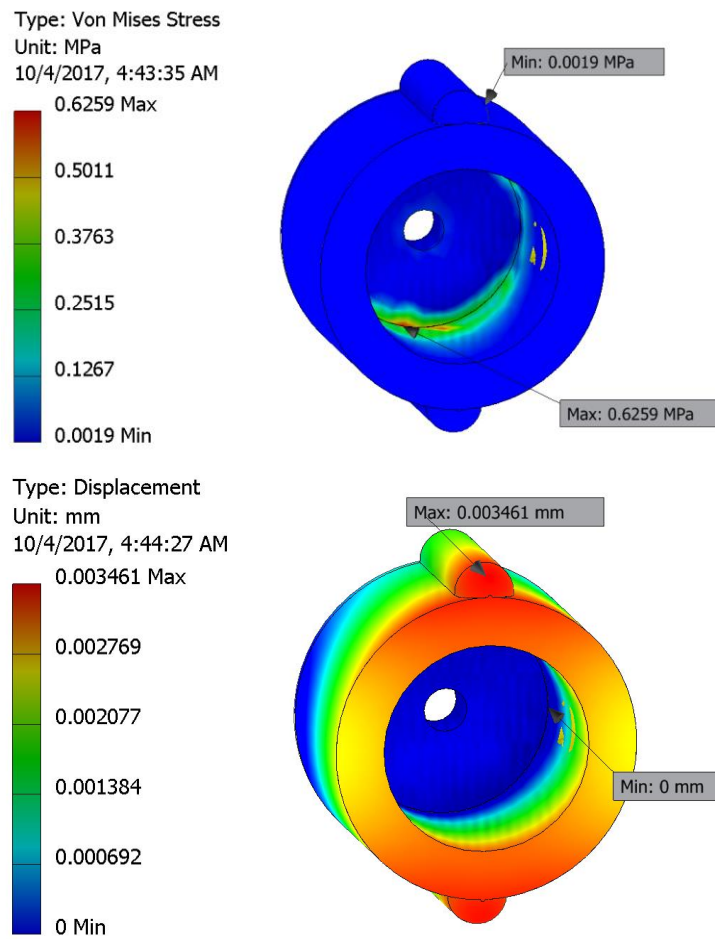 Type: Von Mises Stress
Unit: MPa
10/4/2017, 4:43:35 AM
0.6259 Max
0.5011
0.3763
0.2515
0.1267
0.0019 Min
Min: 0.0019 MPa
Max: 0.6259 MPa
Type: Displacement
Unit: mm
10/4/2017, 4:44:27 AM
0.003461 Max
0.002769
0.002077
0.001384
0.000692
0 Min
Max: 0.003461 mm
Min: 0 mm